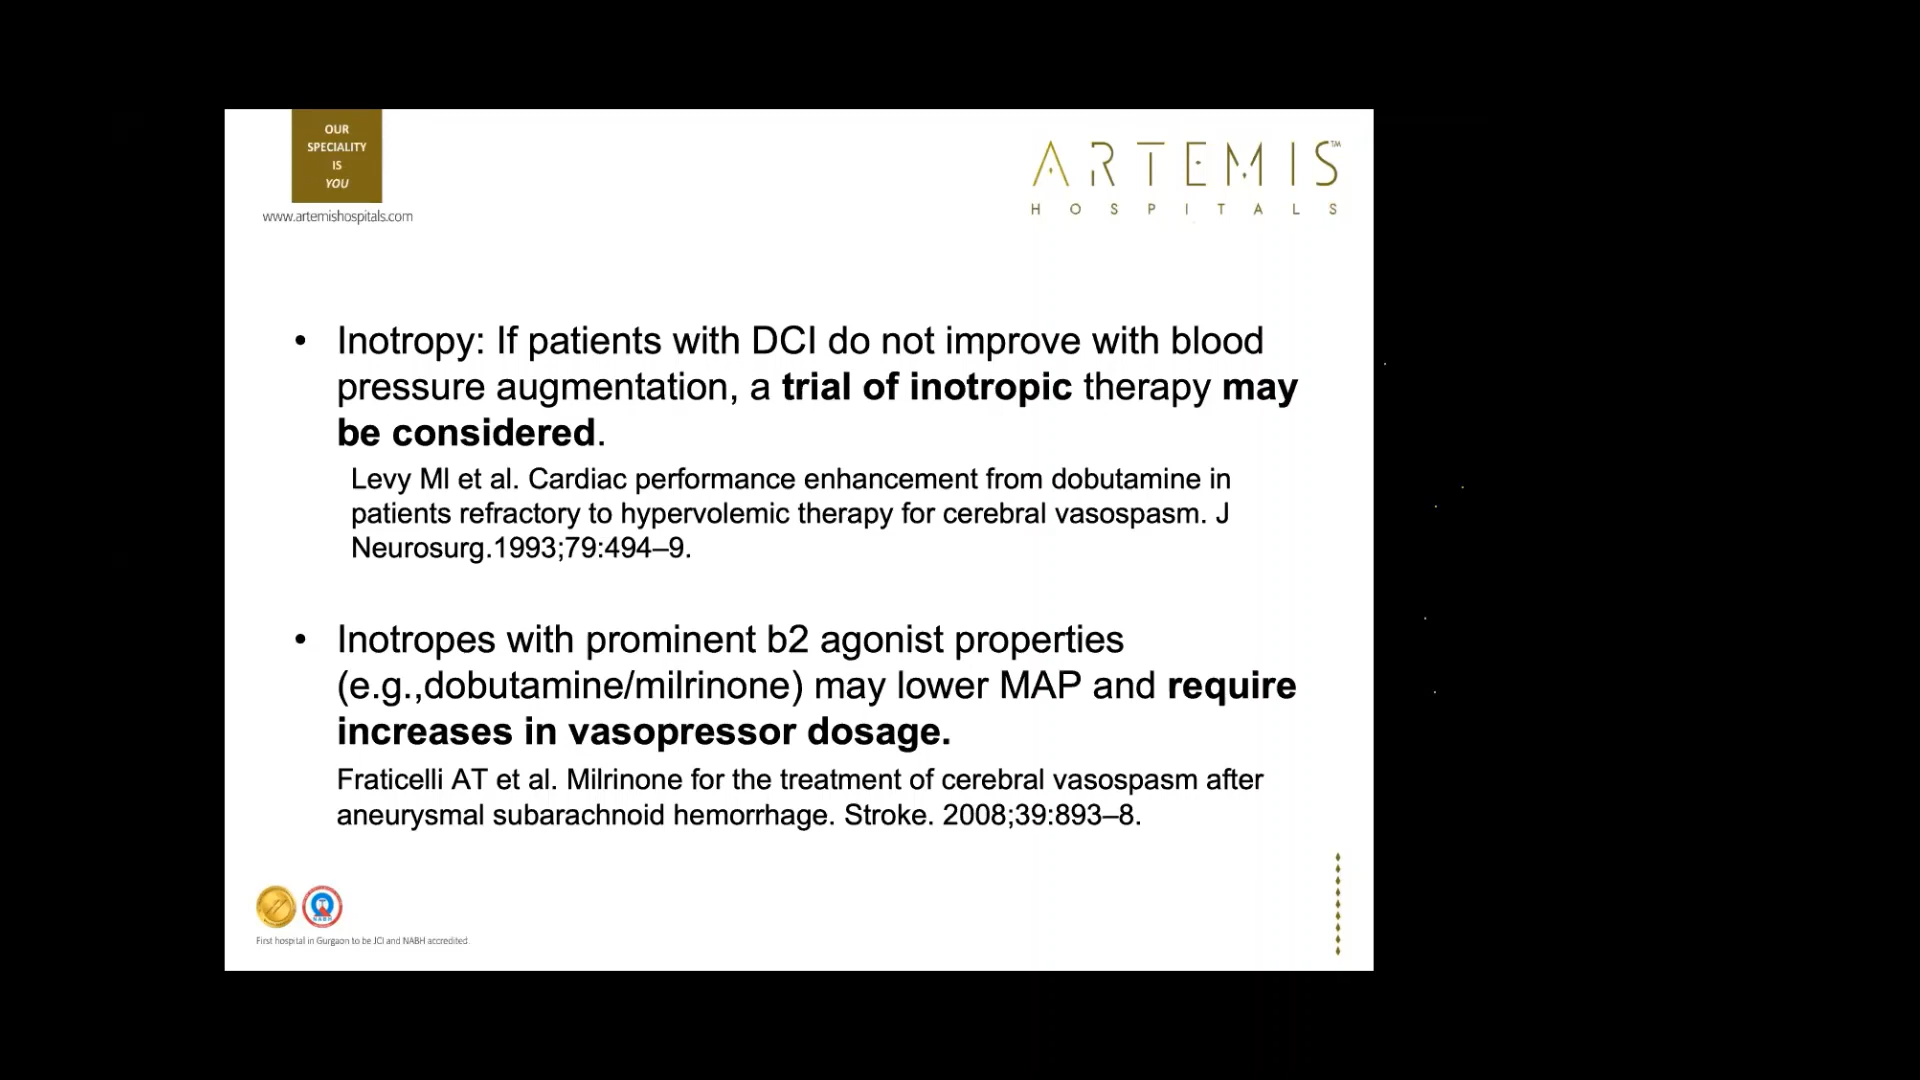 OUR
SPECIALITY
IS
YOU
www.artemishospitals.com
ARTEMIS™
HOSPITALS
• Inotropy: If patients with DCI do not improve with blood
pressure augmentation, a trial of inotropic therapy may
be considered.
Levy Ml et al. Cardiac performance enhancement from dobutamine in
patients refractory to hypervolemic therapy for cerebral vasospasm. J
Neurosurg.1993;79:494–9.
• Inotropes with prominent b2 agonist properties
(e.g.,dobutamine/milrinone) may lower MAP and require
increases in vasopressor dosage.
Fraticelli AT et al. Milrinone for the treatment of cerebral vasospasm after
aneurysmal subarachnoid hemorrhage. Stroke. 2008;39:893–8.
First hospital in Gurgaon to be JCI and NABH accredited